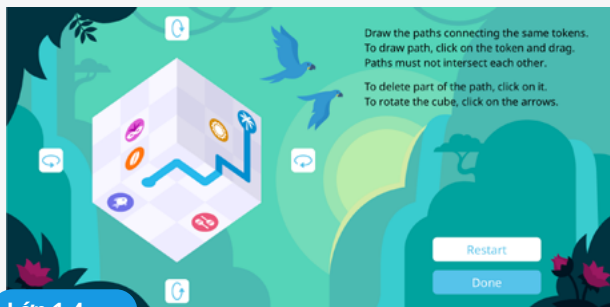 Draw the paths connecting the same tokens.
To draw path, click on the token and drag.
Paths must not intersect each other.
To delete part of the path, click on it.
To rotate the cube, click on the arrows.
Restart
Done